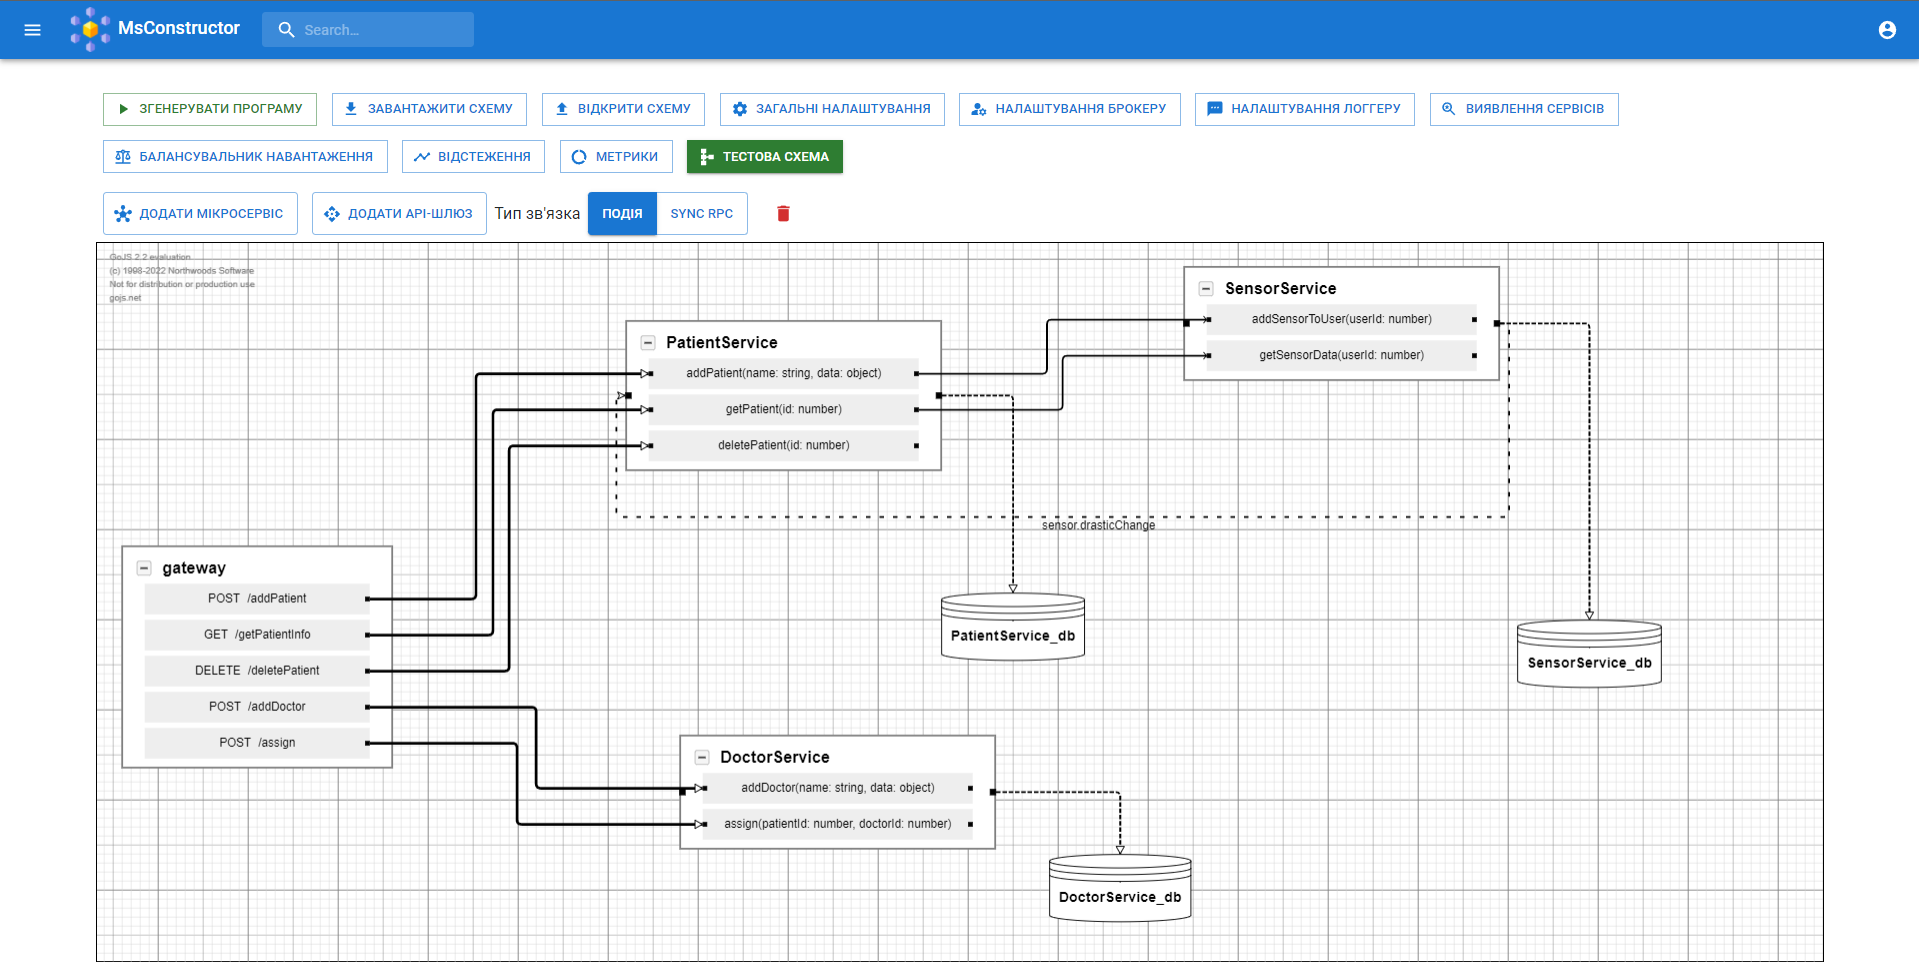 MsConstructor
Search...
ЗГЕНЕРУВАТИ ПРОГРАМУ
ЗАВАНТАЖИТИ СХЕМУ
ВІДКРИТИ СХЕМУ
ЗАГАЛЬНІ НАЛАШТУВАННЯ
НАЛАШТУВАННЯ БРОКЕРУ
НАЛАШТУВАННЯ ЛОГГЕРУ
ВИЯВЛЕННЯ СЕРВІСІВ
БАЛАНСУВАЛЬНИК НАВАНТАЖЕННЯ
ВІДСТЕЖЕННЯ
МЕТРИКИ
ТЕСТОВА СХЕМА
ДОДАТИ МІКРОСЕРВІС
ДОДАТИ API-ШЛЮЗ
Тип зв'язка
ПОДІЯ
SYNC RPC
GoJS 2.2 evaluation
(c) 1998-2022 Northwoods Software
Not for distribution or production use
gojs.net
SensorService
addSensorToUser(userId: number)
getSensorData(userId: number)
PatientService
addPatient(name: string, data: object)
getPatient(id: number)
deletePatient(id: number)
sensor.drasticChange
gateway
POST /addPatient
GET /getPatientInfo
DELETE /deletePatient
POST /addDoctor
POST /assign
PatientService_db
SensorService_db
DoctorService
addDoctor(name: string, data: object)
assign(patientId: number, doctorId: number)
DoctorService_db